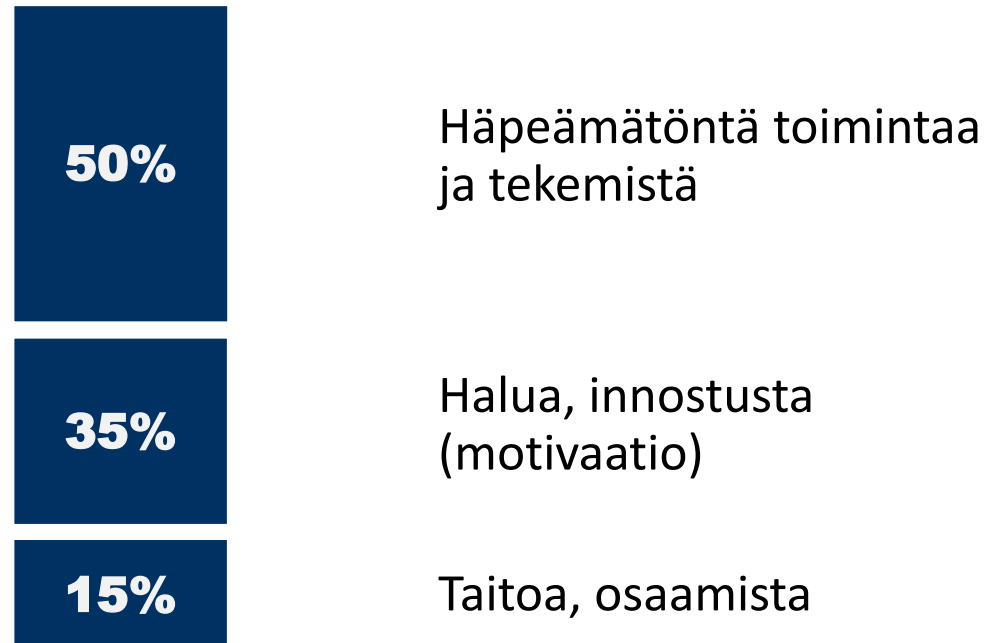 50%
Häpeämätöntä toimintaa
ja tekemistä
35%
Halua, innostusta
(motivaatio)
15%
Taitoa, osaamista